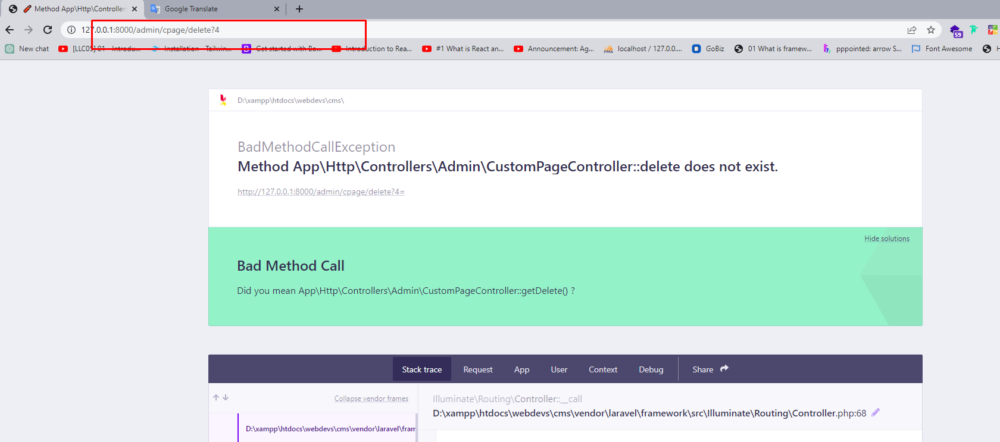 Method App\Http\Controllers
Google Translate
127.0.0.1:8000/admin/cpage/delete?4
59
New chat
[LLC05] 01 - Introdu...
Installation - Tailwin...
Get started with Bo...
Introduction to Rea...
#1 What is React an...
Announcement: Ag...
localhost / 127.0.0....
GoBiz
01 What is framew...
pppointed: arrow S...
Font Awesome
H
D:\xampp\htdocs\webdevs\cms\
BadMethodCallException
Method App\Http\Controllers\Admin\CustomPageController::delete does not exist.
http://127.0.0.1:8000/admin/cpage/delete?4=
Hide solutions
Bad Method Call
Did you mean App\Http\Controllers\Admin\CustomPageController::getDelete() ?
Stack trace Request App User Context Debug Share
Collapse vendor frames
Illuminate\Routing\Controller::__call
D:\xampp\htdocs\webdevs\cms\vendor\laravel\framework\src\Illuminate\Routing\Controller.php:68
D:\xampp\htdocs\webdevs\cms\vendor\laravel\fram